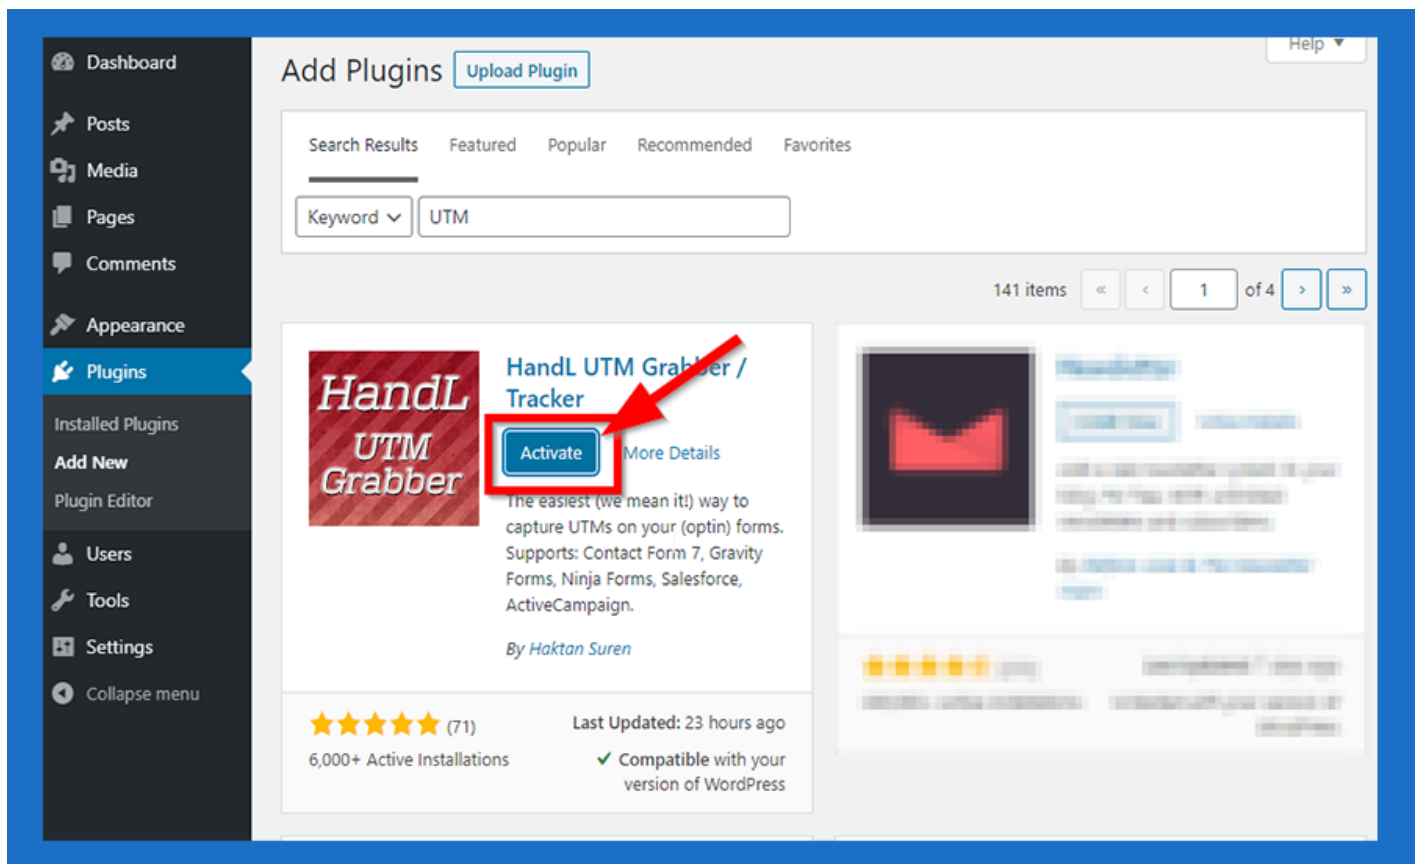 Dashboard
Posts
Media
Pages
Comments
Appearance
Plugins
Installed Plugins
Add New
Plugin Editor
Users
Tools
Settings
Collapse menu
Help
Add Plugins
Upload Plugin
Search Results Featured Popular Recommended Favorites
Keyword UTM
141 items « ‹ 1 of 4 › »
HandL
UTM
Grabber
HandL UTM Grabber /
Tracker
Activate More Details
The easiest (we mean it!) way to
capture UTMs on your (optin) forms.
Supports: Contact Form 7, Gravity
Forms, Ninja Forms, Salesforce,
ActiveCampaign.
By Haktan Suren
(71)
6,000+ Active Installations
Last Updated: 23 hours ago
Compatible with your
version of WordPress